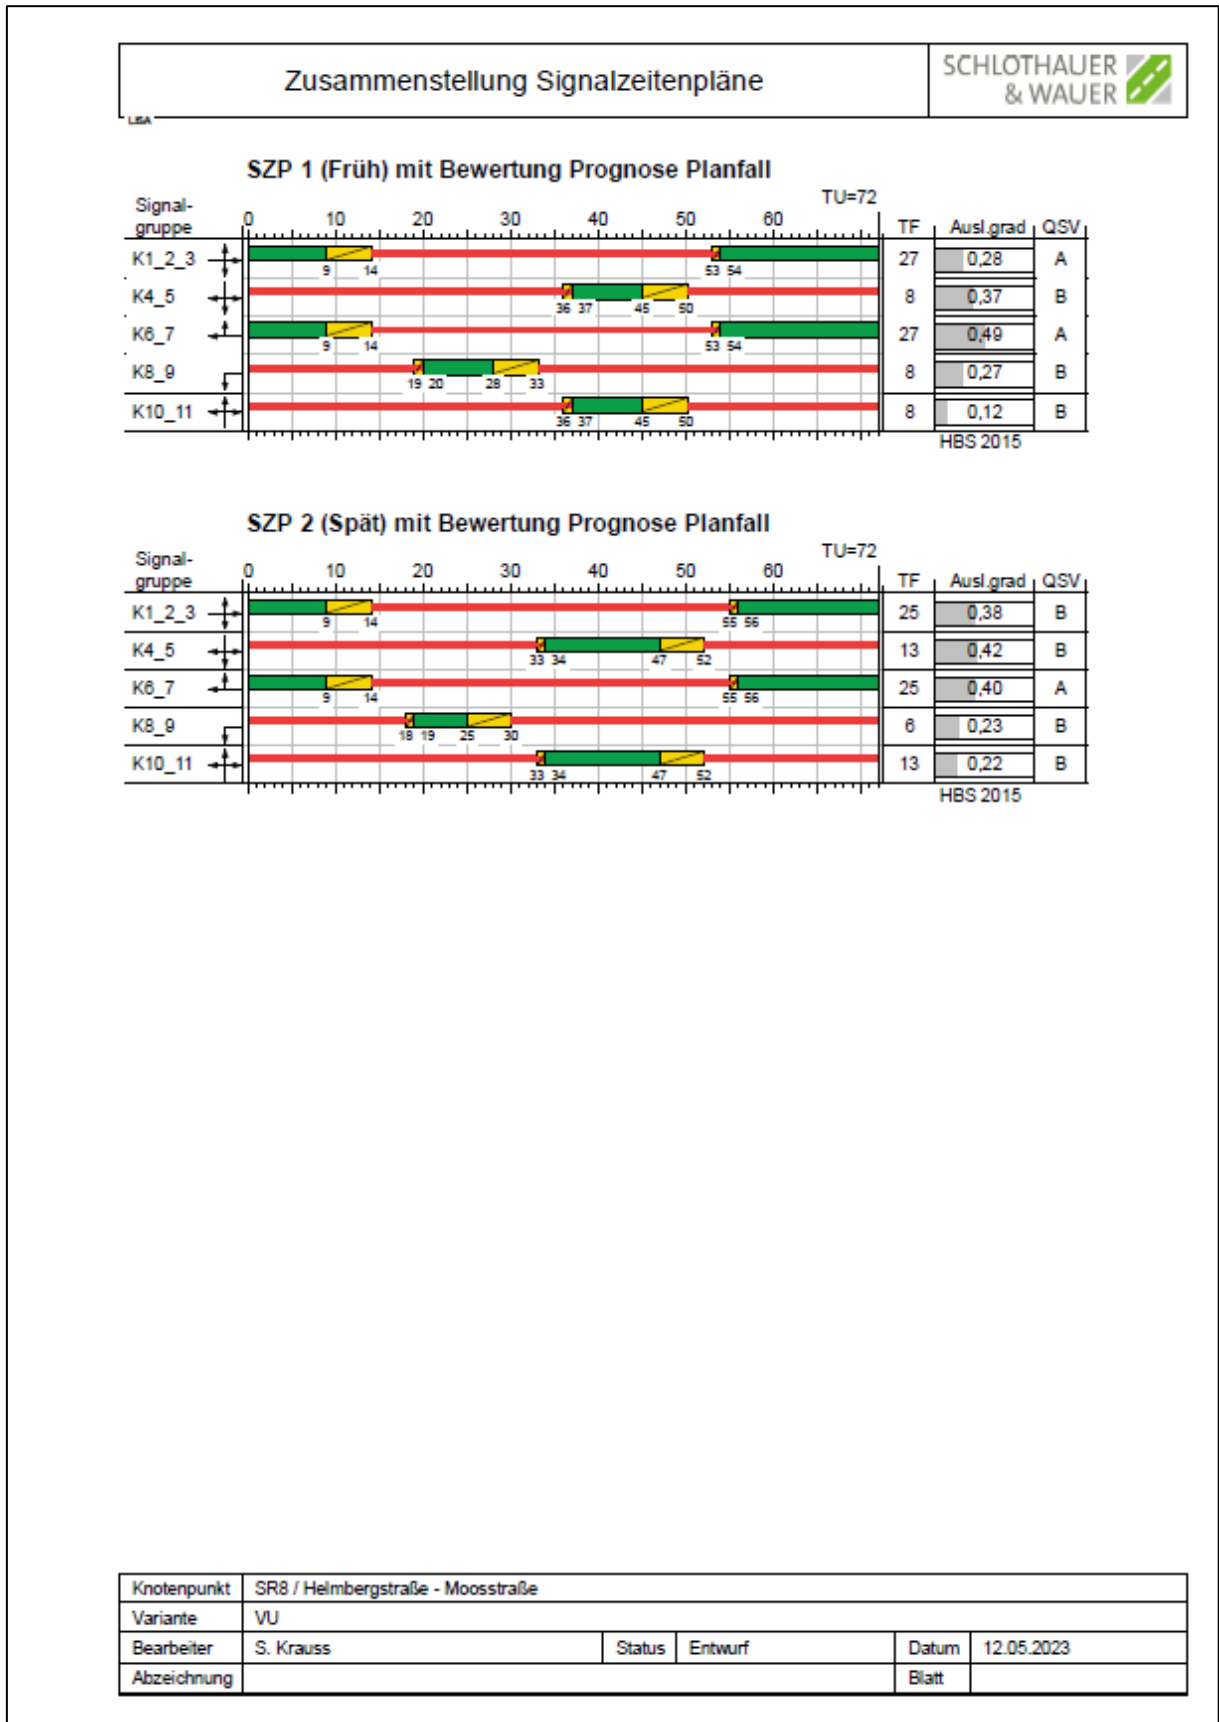 Zusammenstellung Signalzeitenpläne
SCHLOTHAUER
& WAUER
LISA
SZP 1 (Früh) mit Bewertung Prognose Planfall
TU=72
Signal-
gruppe
0 10 20 30 40 50 60
TF Ausl.grad QSV
K1_2_3 9 14 53 54 27 0,28 A
K4_5 36 37 45 50 8 0,37 B
K6_7 9 14 53 54 27 0,49 A
K8_9 19 20 28 33 8 0,27 B
K10_11 36 37 45 50 8 0,12 B
HBS 2015
SZP 2 (Spät) mit Bewertung Prognose Planfall
TU=72
Signal-
gruppe
0 10 20 30 40 50 60
TF Ausl.grad QSV
K1_2_3 9 14 55 56 25 0,38 B
K4_5 33 34 47 52 13 0,42 B
K6_7 9 14 55 56 25 0,40 A
K8_9 18 19 25 30 6 0,23 B
K10_11 33 34 47 52 13 0,22 B
HBS 2015
Knotenpunkt SR8 / Helmbergstraße - Moosstraße
Variante VU
Bearbeiter S. Krauss Status Entwurf Datum 12.05.2023
Abzeichnung Blatt